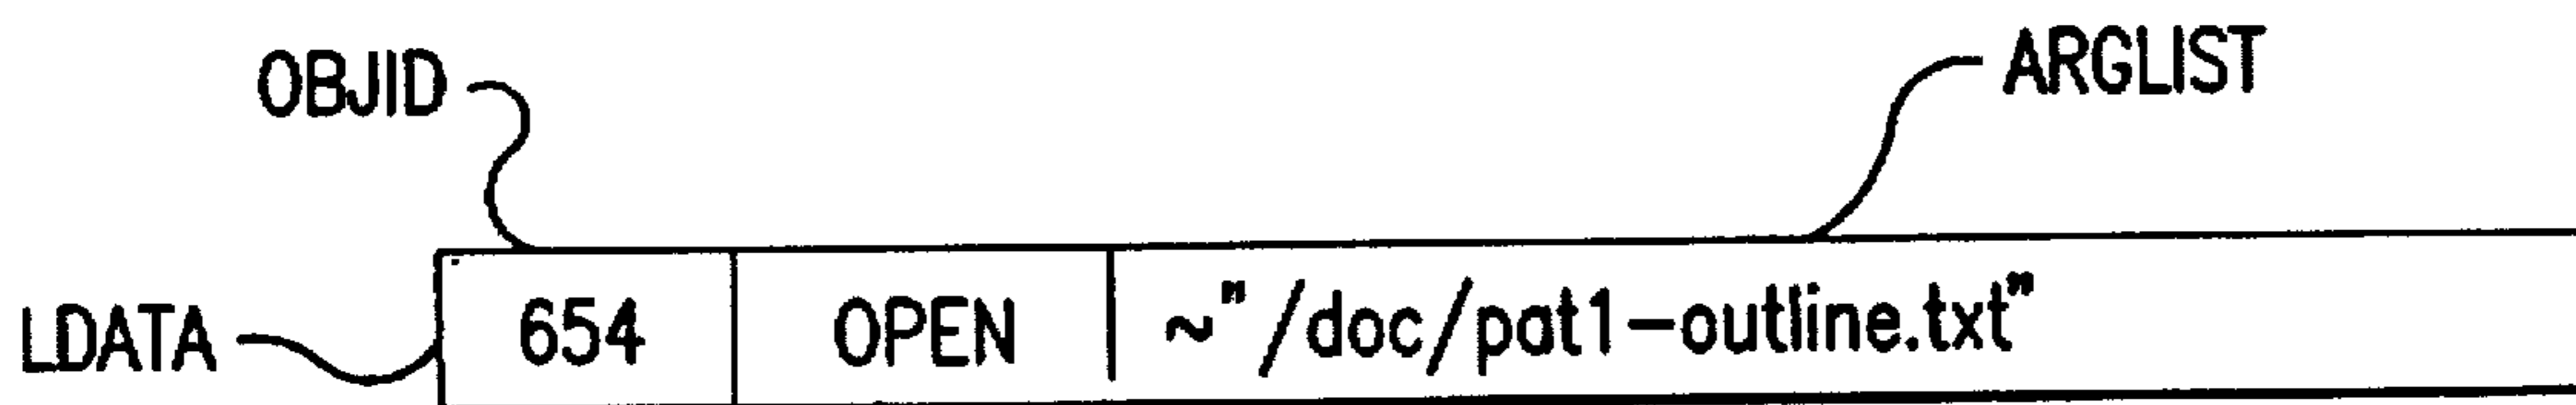 OBJID ARGLIST
LDATA 654 OPEN ~"/doc/pat1-outline.txt"